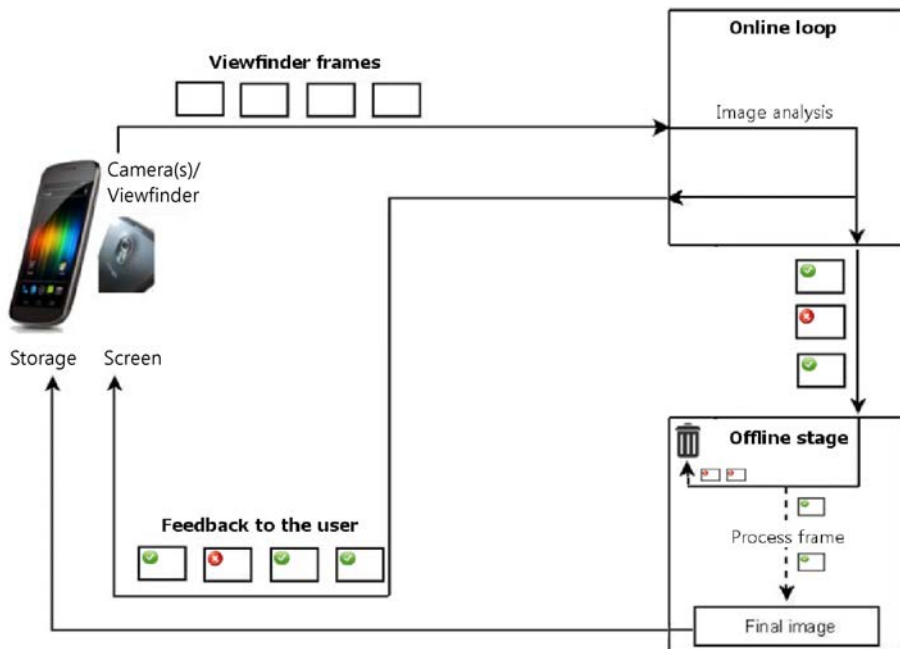 Online loop
Viewfinder frames
Image analysis
Camera(s)/
Viewfinder
Storage
Screen
Offline stage
Feedback to the user
Process frame
Final image